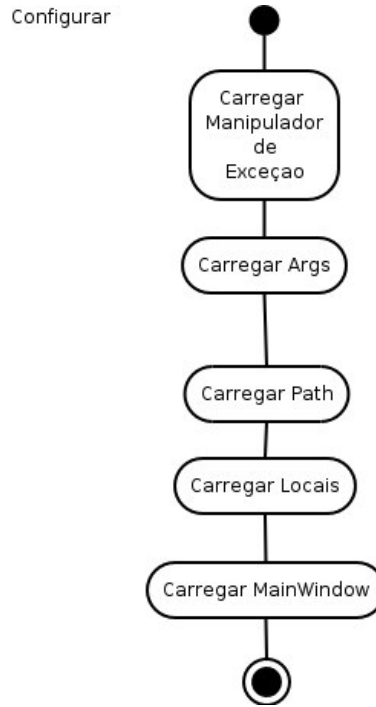 Configurar
Carregar
Manipulador
de
Exceçao
Carregar Args
Carregar Path
Carregar Locais
Carregar MainWindow